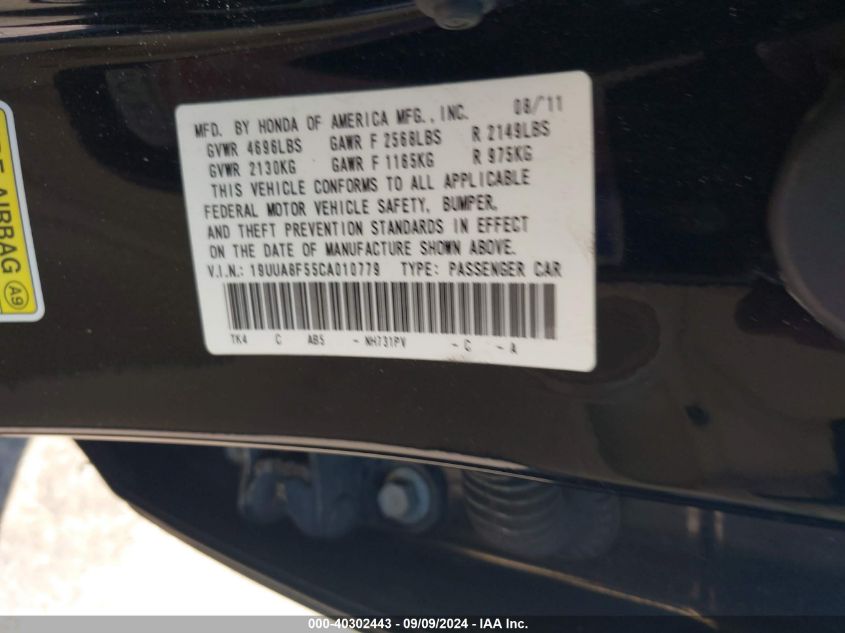 MFD. BY HONDA OF AMERICA MFG., INC. 08/11
GVWR 4696LBS GAWR F 2568LBS R 2149LBS
GVWR 2130KG GAWR F 1165KG R 975KG
THIS VEHICLE CONFORMS TO ALL APPLICABLE
FEDERAL MOTOR VEHICLE SAFETY, BUMPER,
AND THEFT PREVENTION STANDARDS IN EFFECT
ON THE DATE OF MANUFACTURE SHOWN ABOVE.
V.I.N.: 19UUA8F55CA010779 TYPE: PASSENGER CAR
TK4 C AB5 - NH731PV - C - A
AIRBAG A9
000-40302443 - 09/09/2024 - IAA Inc.